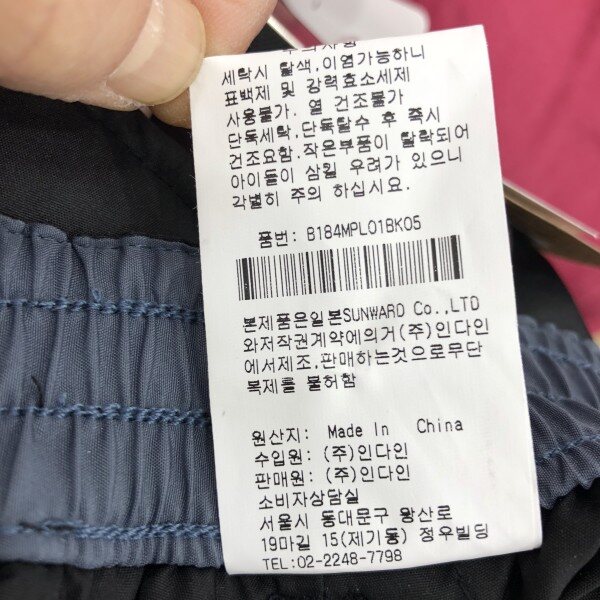 주의사항
세탁시 탈색,이염가능하니
표백제 및 강력효소세제
사용불가. 열 건조불가
단독세탁,단독탈수 후 즉시
건조요함.작은부품이 탈락되어
아이들이 삼킬 우려가 있으니
각별히 주의 하십시요.
품번: B184MPL01BK05
본제품은일본SUNWARD Co.,LTD
와저작권계약에의거(주)인다인
에서제조,판매하는것으로무단
복제를 불허함
원산지: Made In China
수입원: (주)인다인
판매원: (주)인다인
소비자상담실
서울시 동대문구 왕산로
19마길 15(제기동) 정우빌딩
TEL:02-2248-7798